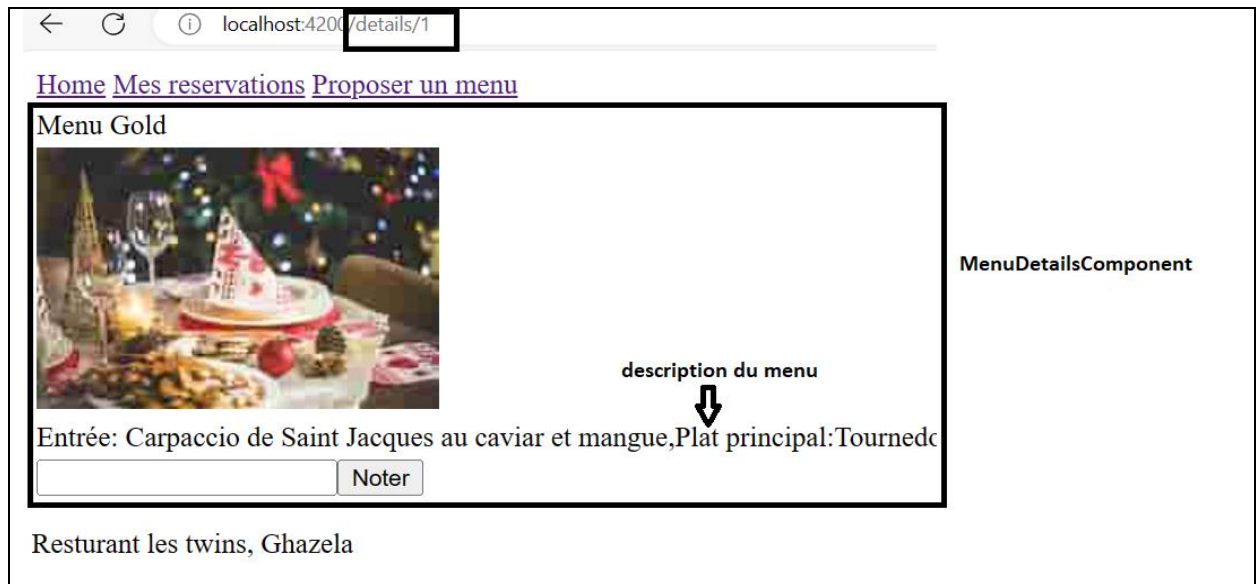 localhost:4200/details/1
Home Mes reservations Proposer un menu
Menu Gold
MenuDetailsComponent
description du menu
Entrée: Carpaccio de Saint Jacques au caviar et mangue,Plat principal:Tournedo
Noter
Resturant les twins, Ghazela